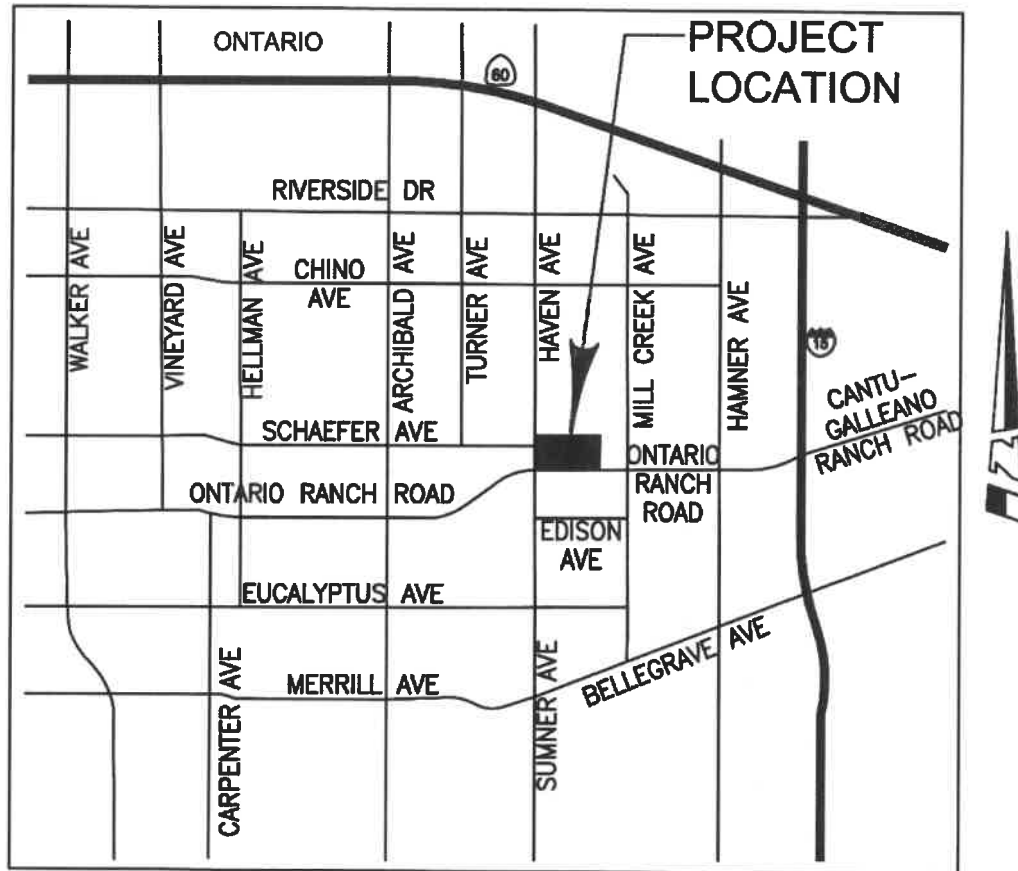 ONTARIO
PROJECT
LOCATION
60
RIVERSIDE DR
WALKER AVE
VINEYARD AVE
HELLMAN AVE
CHINO
AVE
ARCHIBALD AVE
TURNER AVE
HAVEN AVE
MILL CREEK AVE
HAMNER AVE
15
CANTU-
GALLEANO
RANCH ROAD
SCHAEFER AVE
ONTARIO
RANCH
ROAD
ONTARIO RANCH ROAD
EDISON
AVE
EUCALYPTUS AVE
CARPENTER AVE
MERRILL AVE
SUMNER AVE
BELLEGRAVE AVE
N